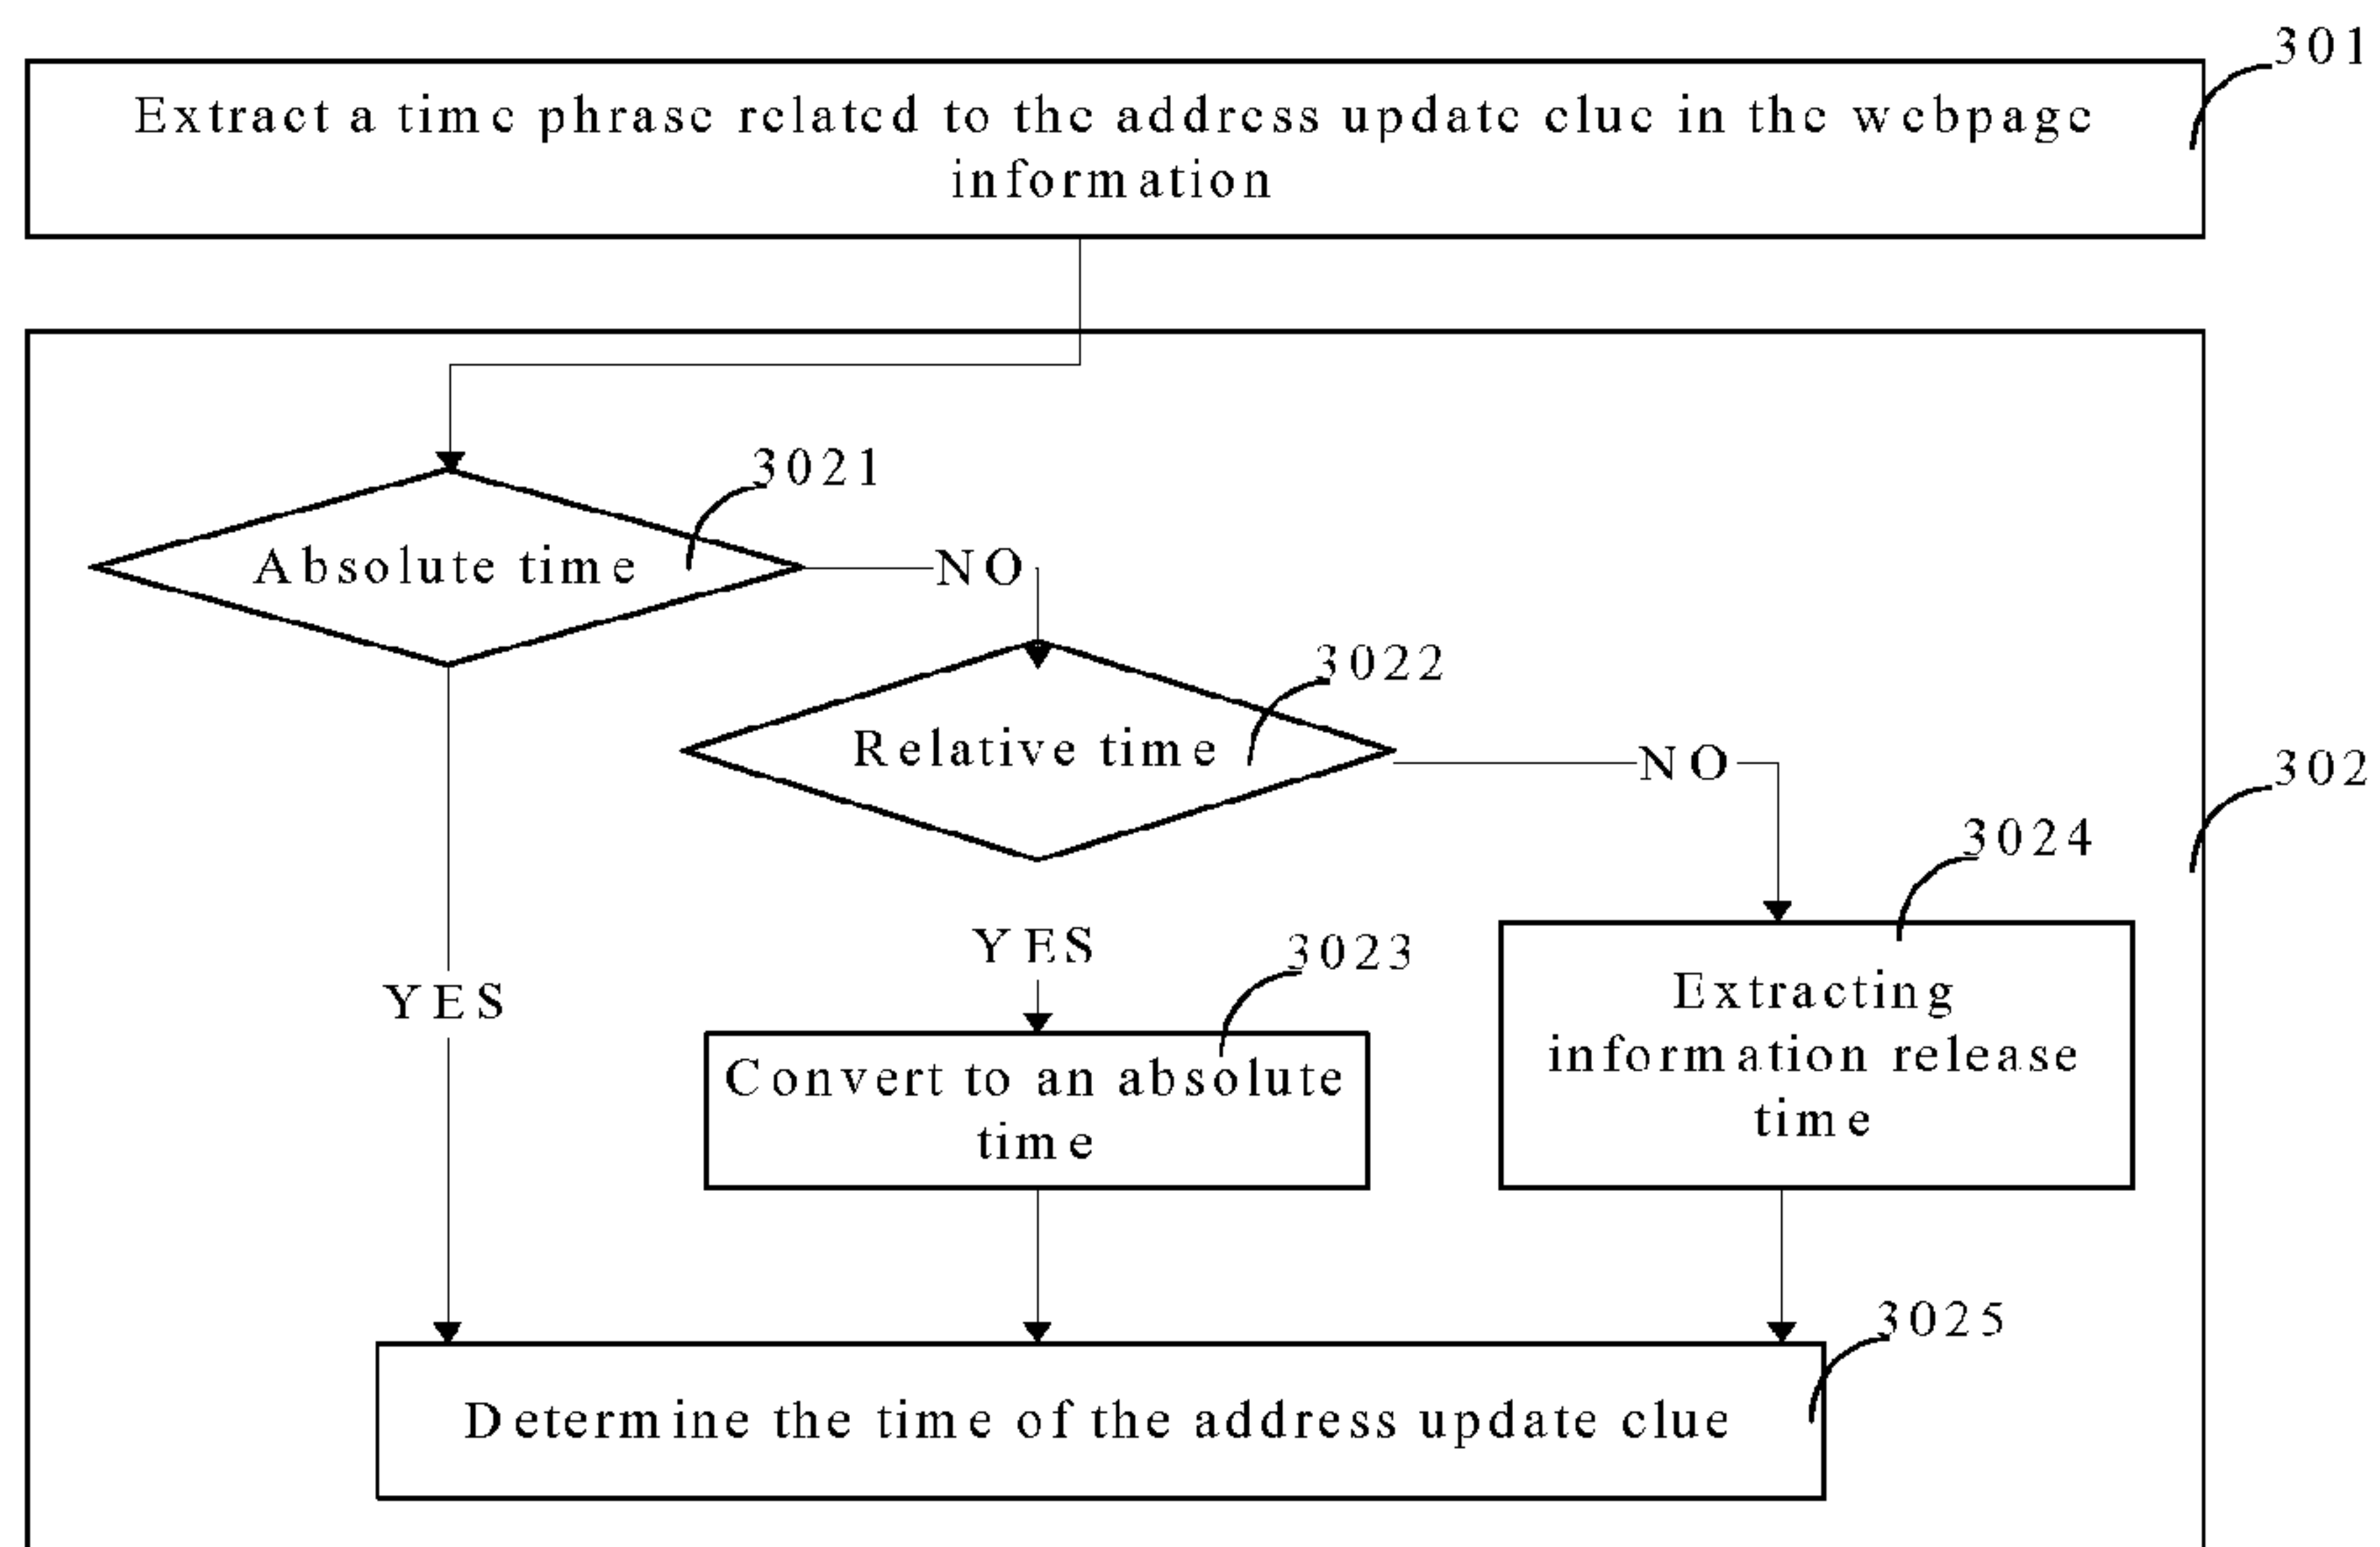 301
Extract a time phrase related to the address update clue in the webpage
information
3021
Absolute time
NO
3022
Relative time
NO
302
3024
YES
3023
Extracting
information release
time
YES
Convert to an absolute
time
3025
Determine the time of the address update clue